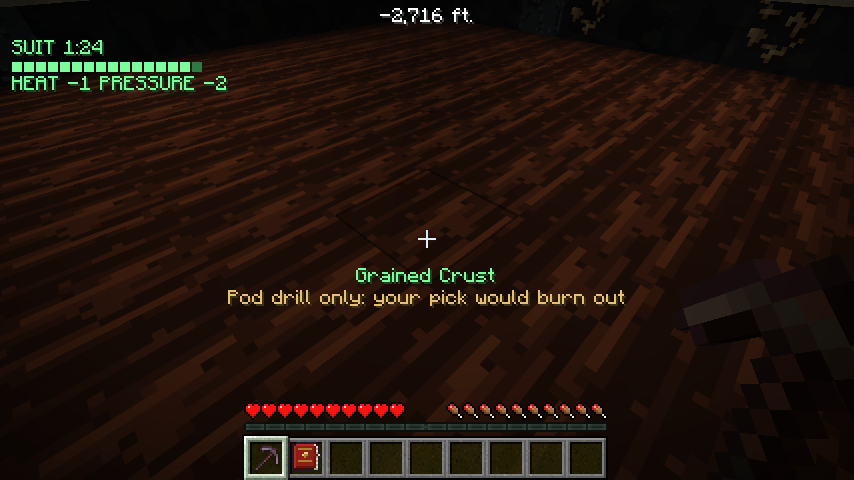 -2,716 ft.
SUIT 1:24
HEAT -1 PRESSURE -2
Grained Crust
Pod drill only: your pick would burn out